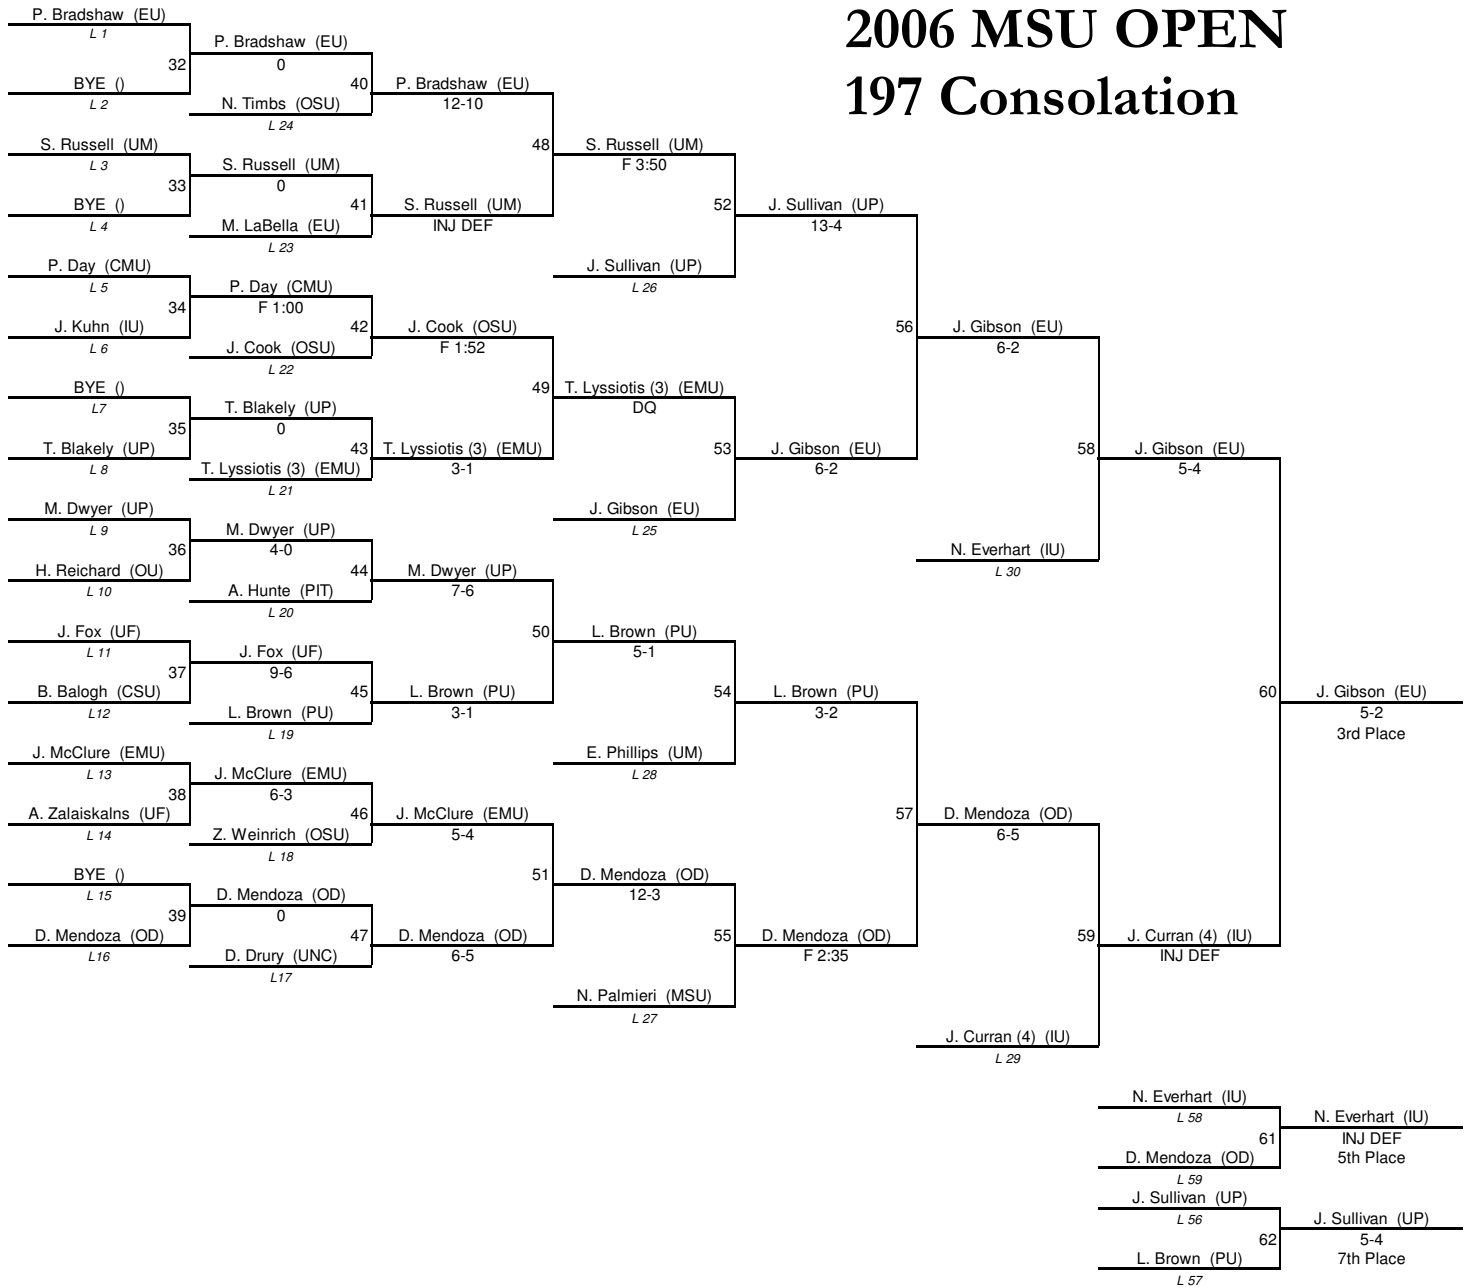 2006 MSU OPEN
197 Consolation
P. Bradshaw (EU)
L 1
32
BYE ()
L 2
S. Russell (UM)
L 3
33
BYE ()
L 4
P. Day (CMU)
L 5
34
J. Kuhn (IU)
L 6
BYE ()
L7
35
T. Blakely (UP)
L 8
M. Dwyer (UP)
L 9
36
H. Reichard (OU)
L 10
J. Fox (UF)
L 11
37
B. Balogh (CSU)
L12
J. McClure (EMU)
L 13
38
A. Zalaiskalns (UF)
L 14
BYE ()
L 15
39
D. Mendoza (OD)
L16
P. Bradshaw (EU)
0
40
N. Timbs (OSU)
L 24
S. Russell (UM)
0
41
M. LaBella (EU)
L 23
P. Day (CMU)
F 1:00
42
J. Cook (OSU)
L 22
T. Blakely (UP)
0
43
T. Lyssiotis (3) (EMU)
L 21
M. Dwyer (UP)
4-0
44
A. Hunte (PIT)
L 20
J. Fox (UF)
9-6
45
L. Brown (PU)
L 19
J. McClure (EMU)
6-3
46
Z. Weinrich (OSU)
L 18
D. Mendoza (OD)
0
47
D. Drury (UNC)
L17
P. Bradshaw (EU)
12-10
48
S. Russell (UM)
INJ DEF
J. Cook (OSU)
F 1:52
49
T. Lyssiotis (3) (EMU)
3-1
M. Dwyer (UP)
7-6
50
L. Brown (PU)
3-1
J. McClure (EMU)
5-4
51
D. Mendoza (OD)
6-5
S. Russell (UM)
F 3:50
52
J. Sullivan (UP)
L 26
T. Lyssiotis (3) (EMU)
DQ
53
J. Gibson (EU)
L 25
L. Brown (PU)
5-1
54
E. Phillips (UM)
L 28
D. Mendoza (OD)
12-3
55
N. Palmieri (MSU)
L 27
J. Sullivan (UP)
13-4
56
J. Gibson (EU)
6-2
L. Brown (PU)
3-2
57
D. Mendoza (OD)
F 2:35
J. Gibson (EU)
6-2
58
N. Everhart (IU)
L 30
D. Mendoza (OD)
6-5
59
J. Curran (4) (IU)
L 29
J. Gibson (EU)
5-4
60
J. Curran (4) (IU)
INJ DEF
J. Gibson (EU)
5-2
3rd Place
N. Everhart (IU)
L 58
61
D. Mendoza (OD)
L 59
N. Everhart (IU)
INJ DEF
5th Place
J. Sullivan (UP)
L 56
62
L. Brown (PU)
L 57
J. Sullivan (UP)
5-4
7th Place